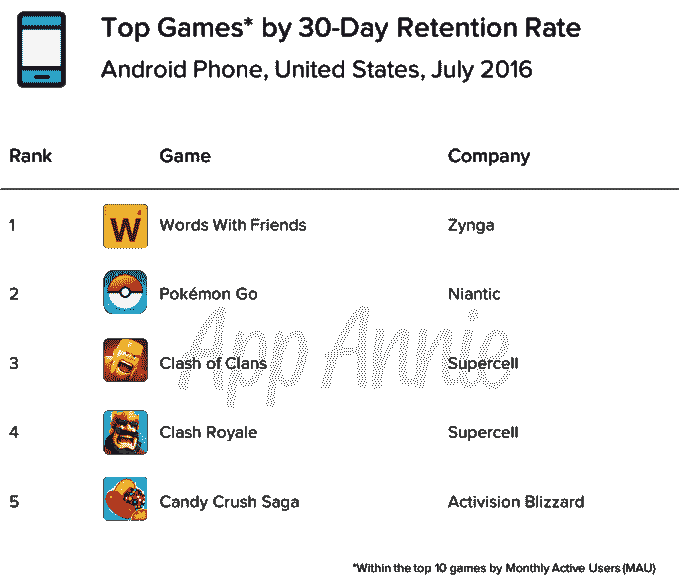 Top Games* by 30-Day Retention Rate
Android Phone, United States, July 2016
Rank Game Company
1 W Words With Friends Zynga
2 Pokémon Go Niantic
3 Clash of Clans Supercell
4 Clash Royale Supercell
5 Candy Crush Saga Activision Blizzard
App Annie
*Within the top 10 games by Monthly Active Users (MAU)